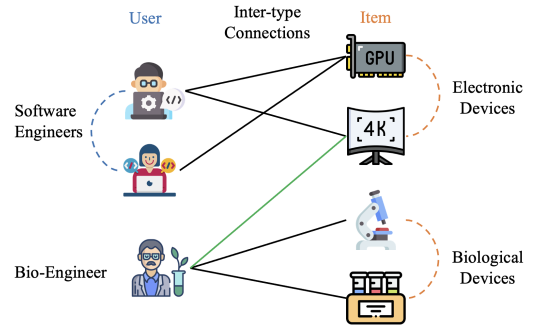 User
Inter-type
Connections
Item
GPU
Software
Engineers
</>
Electronic
Devices
4K
Bio-Engineer
Biological
Devices